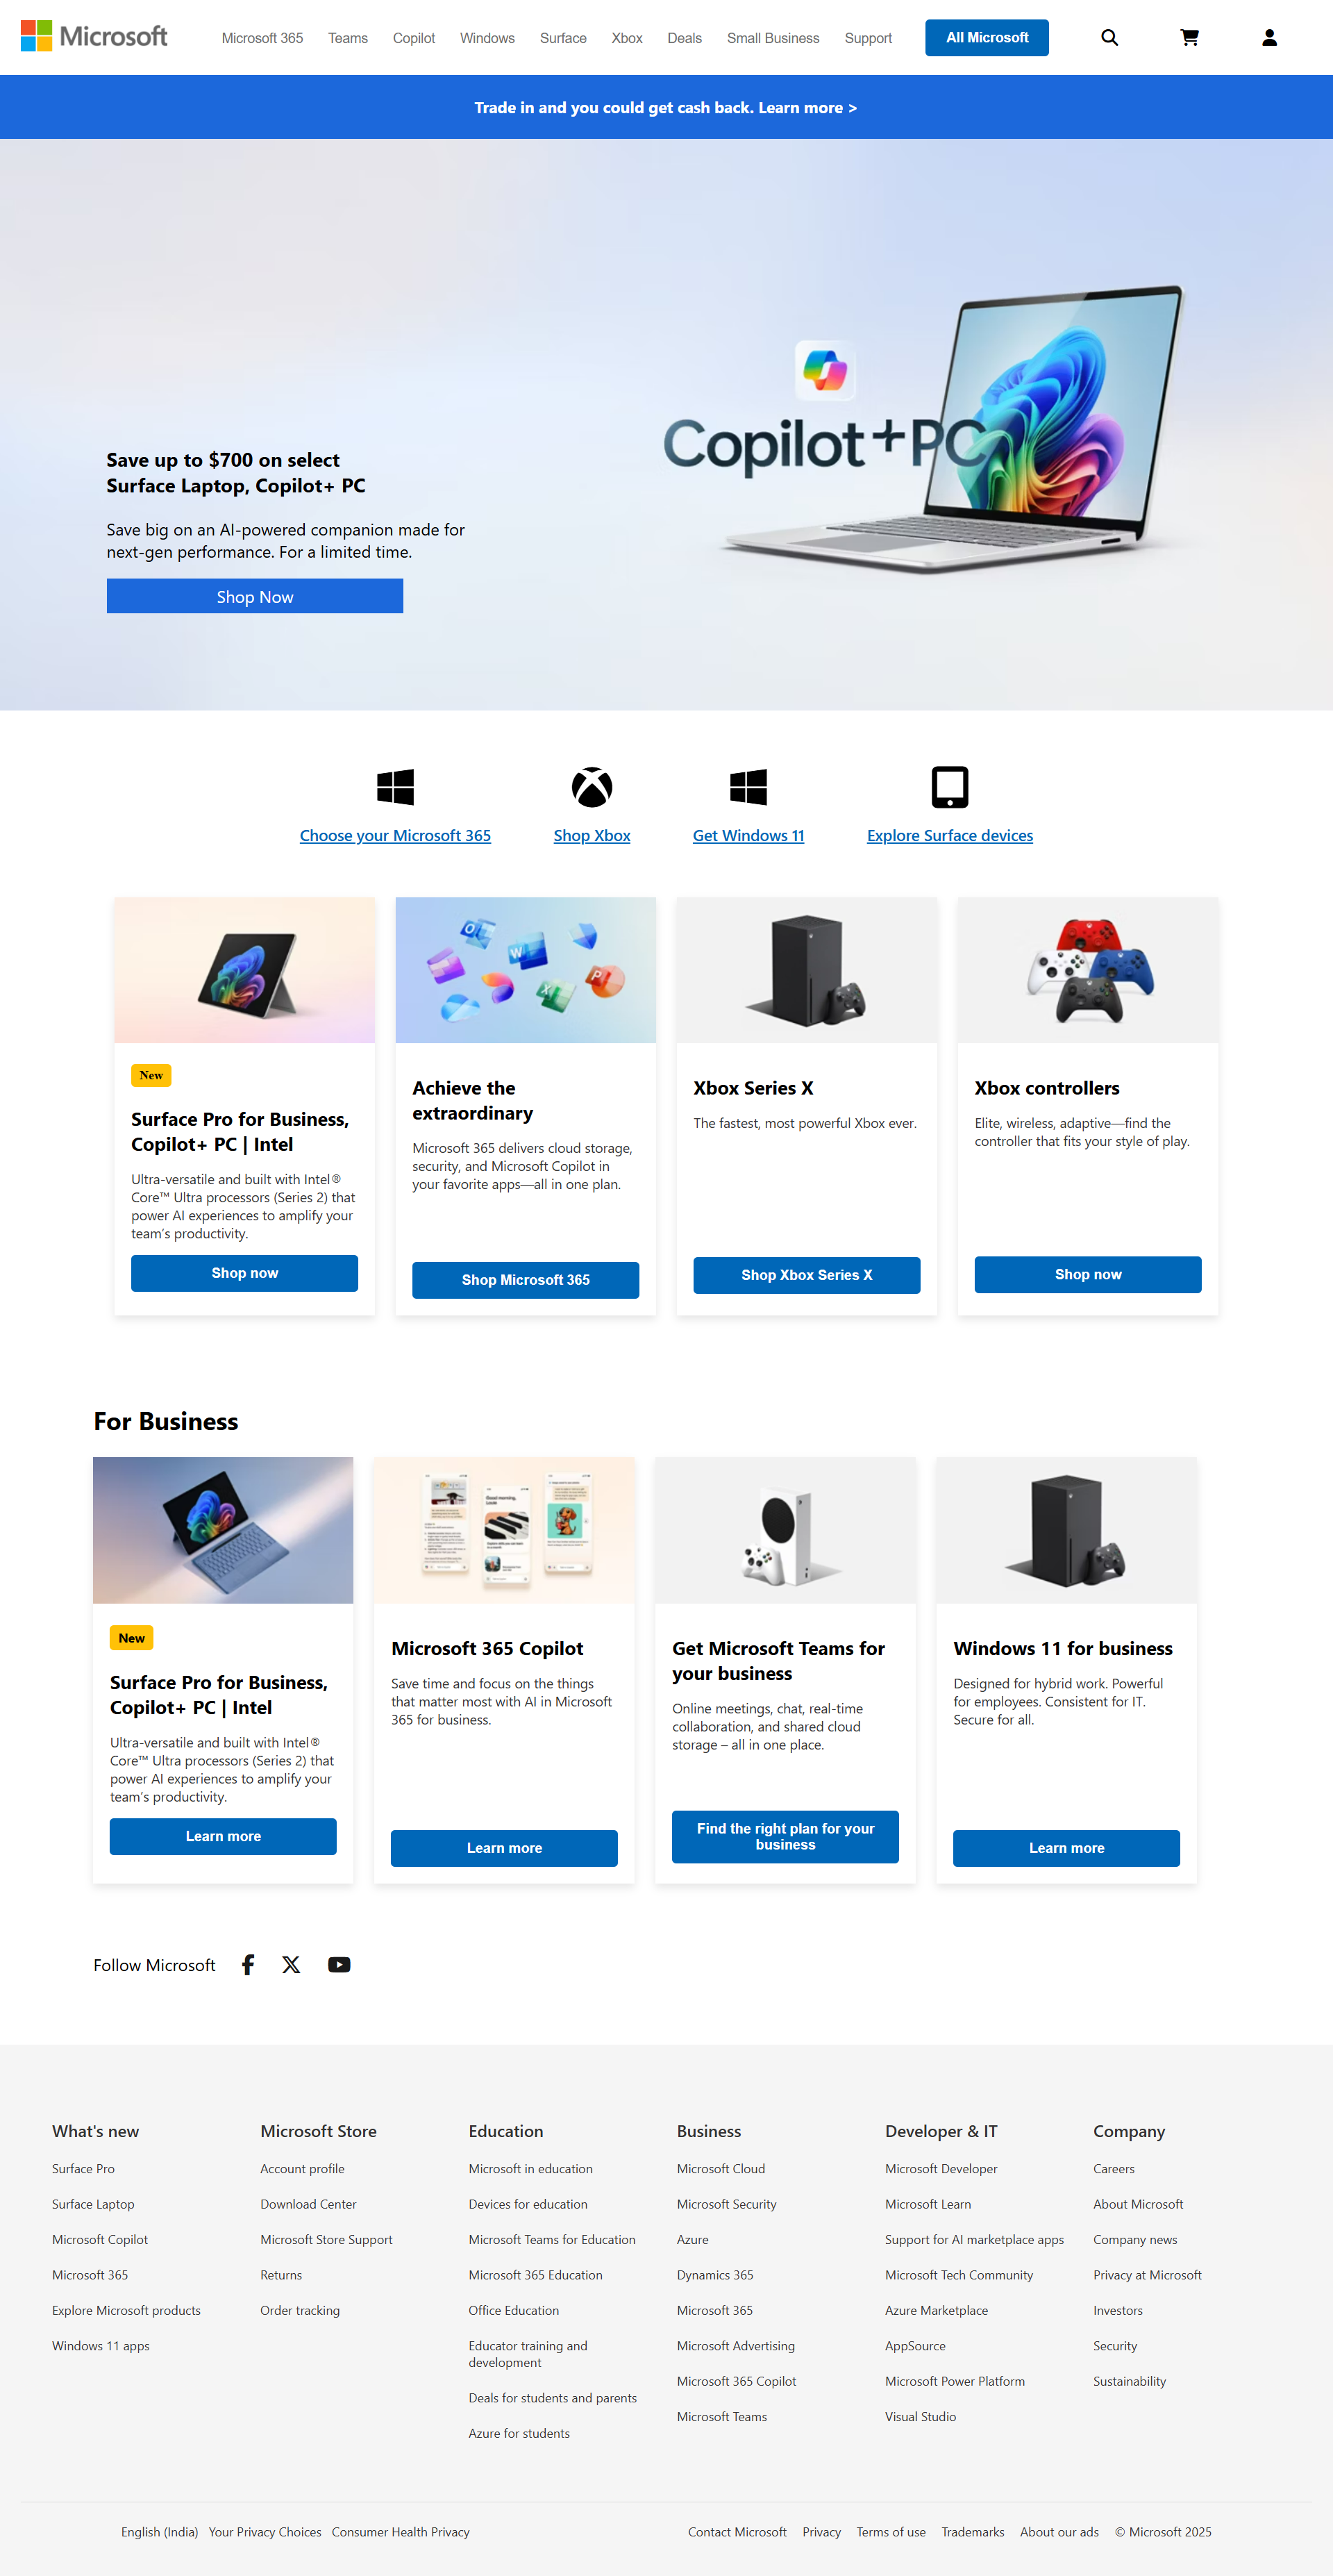 Microsoft
Microsoft 365 Teams Copilot Windows Surface Xbox Deals Small Business Support All Microsoft
Trade in and you could get cash back. Learn more >
Copilot+PC
Save up to $700 on select
Surface Laptop, Copilot+ PC
Save big on an AI-powered companion made for
next-gen performance. For a limited time.
Shop Now
Choose your Microsoft 365
Shop Xbox
Get Windows 11
Explore Surface devices
New
Surface Pro for Business,
Copilot+ PC | Intel
Ultra-versatile and built with Intel®
Core™ Ultra processors (Series 2) that
power AI experiences to amplify your
team's productivity.
Shop now
Achieve the
extraordinary
Microsoft 365 delivers cloud storage,
security, and Microsoft Copilot in
your favorite apps—all in one plan.
Shop Microsoft 365
Xbox Series X
The fastest, most powerful Xbox ever.
Shop Xbox Series X
Xbox controllers
Elite, wireless, adaptive—find the
controller that fits your style of play.
Shop now
For Business
New
Surface Pro for Business,
Copilot+ PC | Intel
Ultra-versatile and built with Intel®
Core™ Ultra processors (Series 2) that
power AI experiences to amplify your
team's productivity.
Learn more
Microsoft 365 Copilot
Save time and focus on the things
that matter most with AI in Microsoft
365 for business.
Learn more
Get Microsoft Teams for
your business
Online meetings, chat, real-time
collaboration, and shared cloud
storage – all in one place.
Find the right plan for your
business
Windows 11 for business
Designed for hybrid work. Powerful
for employees. Consistent for IT.
Secure for all.
Learn more
Follow Microsoft
What's new
Surface Pro
Surface Laptop
Microsoft Copilot
Microsoft 365
Explore Microsoft products
Windows 11 apps
Microsoft Store
Account profile
Download Center
Microsoft Store Support
Returns
Order tracking
Education
Microsoft in education
Devices for education
Microsoft Teams for Education
Microsoft 365 Education
Office Education
Educator training and
development
Deals for students and parents
Azure for students
Business
Microsoft Cloud
Microsoft Security
Azure
Dynamics 365
Microsoft 365
Microsoft Advertising
Microsoft 365 Copilot
Microsoft Teams
Developer & IT
Microsoft Developer
Microsoft Learn
Support for AI marketplace apps
Microsoft Tech Community
Azure Marketplace
AppSource
Microsoft Power Platform
Visual Studio
Company
Careers
About Microsoft
Company news
Privacy at Microsoft
Investors
Security
Sustainability
English (India) Your Privacy Choices Consumer Health Privacy
Contact Microsoft Privacy Terms of use Trademarks About our ads © Microsoft 2025